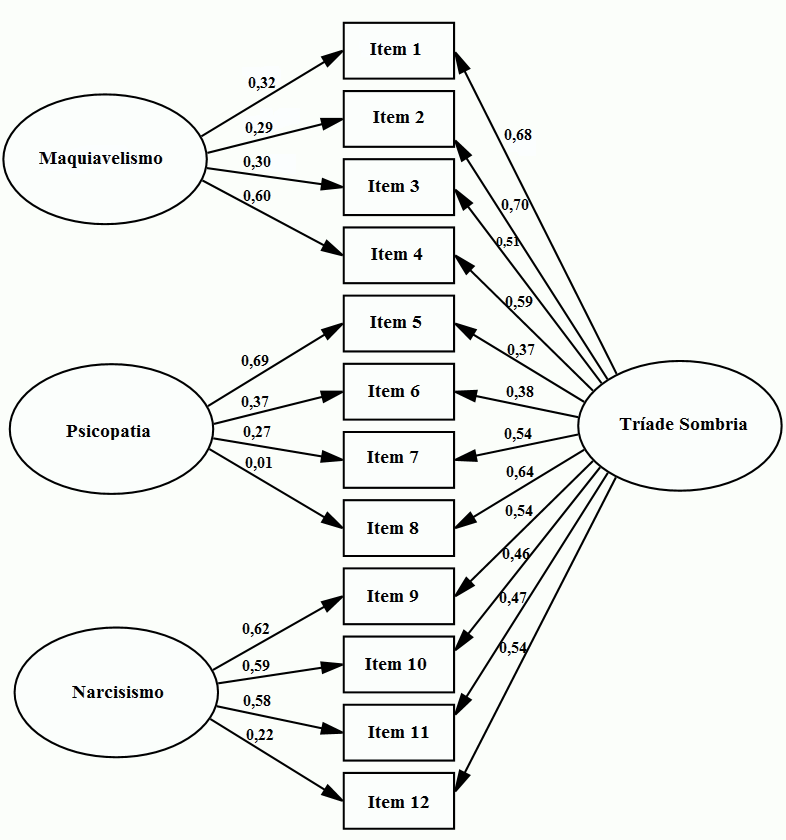 Item 1
0,32
0,68
Item 2
0,29
Maquiavelismo
0,30
Item 3
0,60
0,70
0,51
Item 4
0,59
Item 5
0,37
0,69
Item 6
0,38
0,37
Psicopatia
0,27
Tríade Sombria
0,54
Item 7
0,01
0,64
Item 8
0,54
0,46
Item 9
0,47
0,62
0,54
Item 10
0,59
Narcisismo
0,58
Item 11
0,22
Item 12